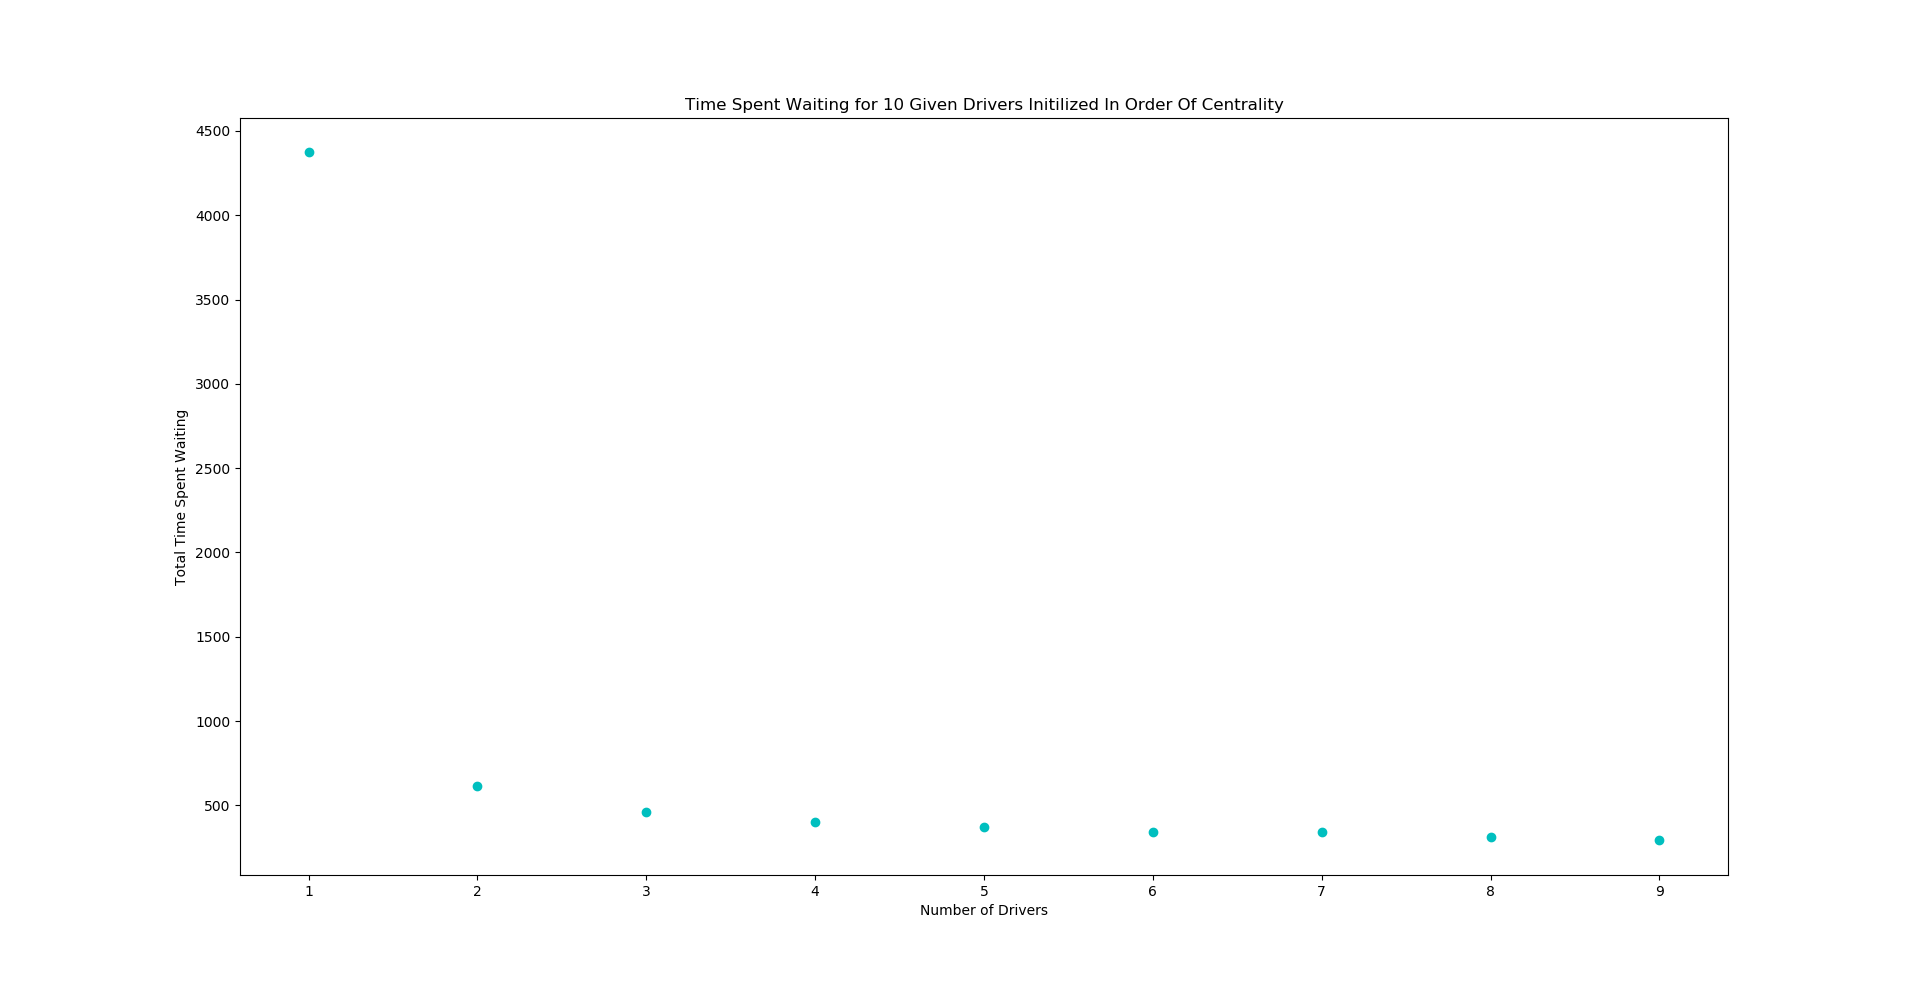 Time Spent Waiting for 10 Given Drivers Initilized In Order Of Centrality
4500
4000
3500
3000
2500
2000
1500
1000
500
Total Time Spent Waiting
1 2 3 4 5 6 7 8 9
Number of Drivers